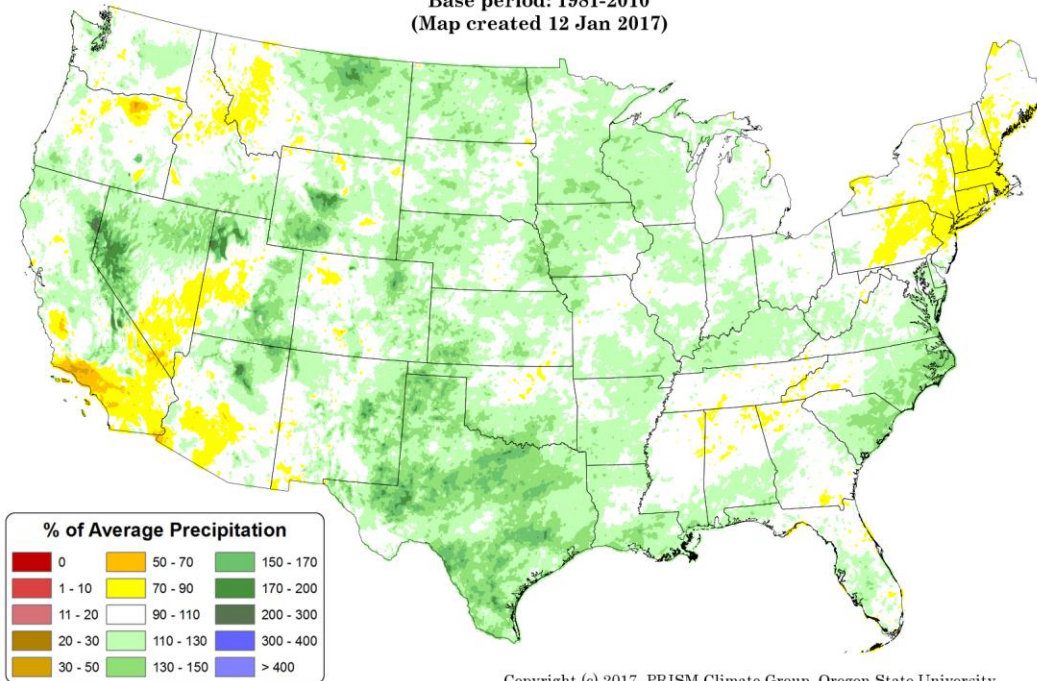 Base period: 1981-2010
(Map created 12 Jan 2017)
% of Average Precipitation
0
1 - 10
11 - 20
20 - 30
30 - 50
50 - 70
70 - 90
90 - 110
110 - 130
130 - 150
150 - 170
170 - 200
200 - 300
300 - 400
> 400
Copyright (c) 2017, PRISM Climate Group, Oregon State University